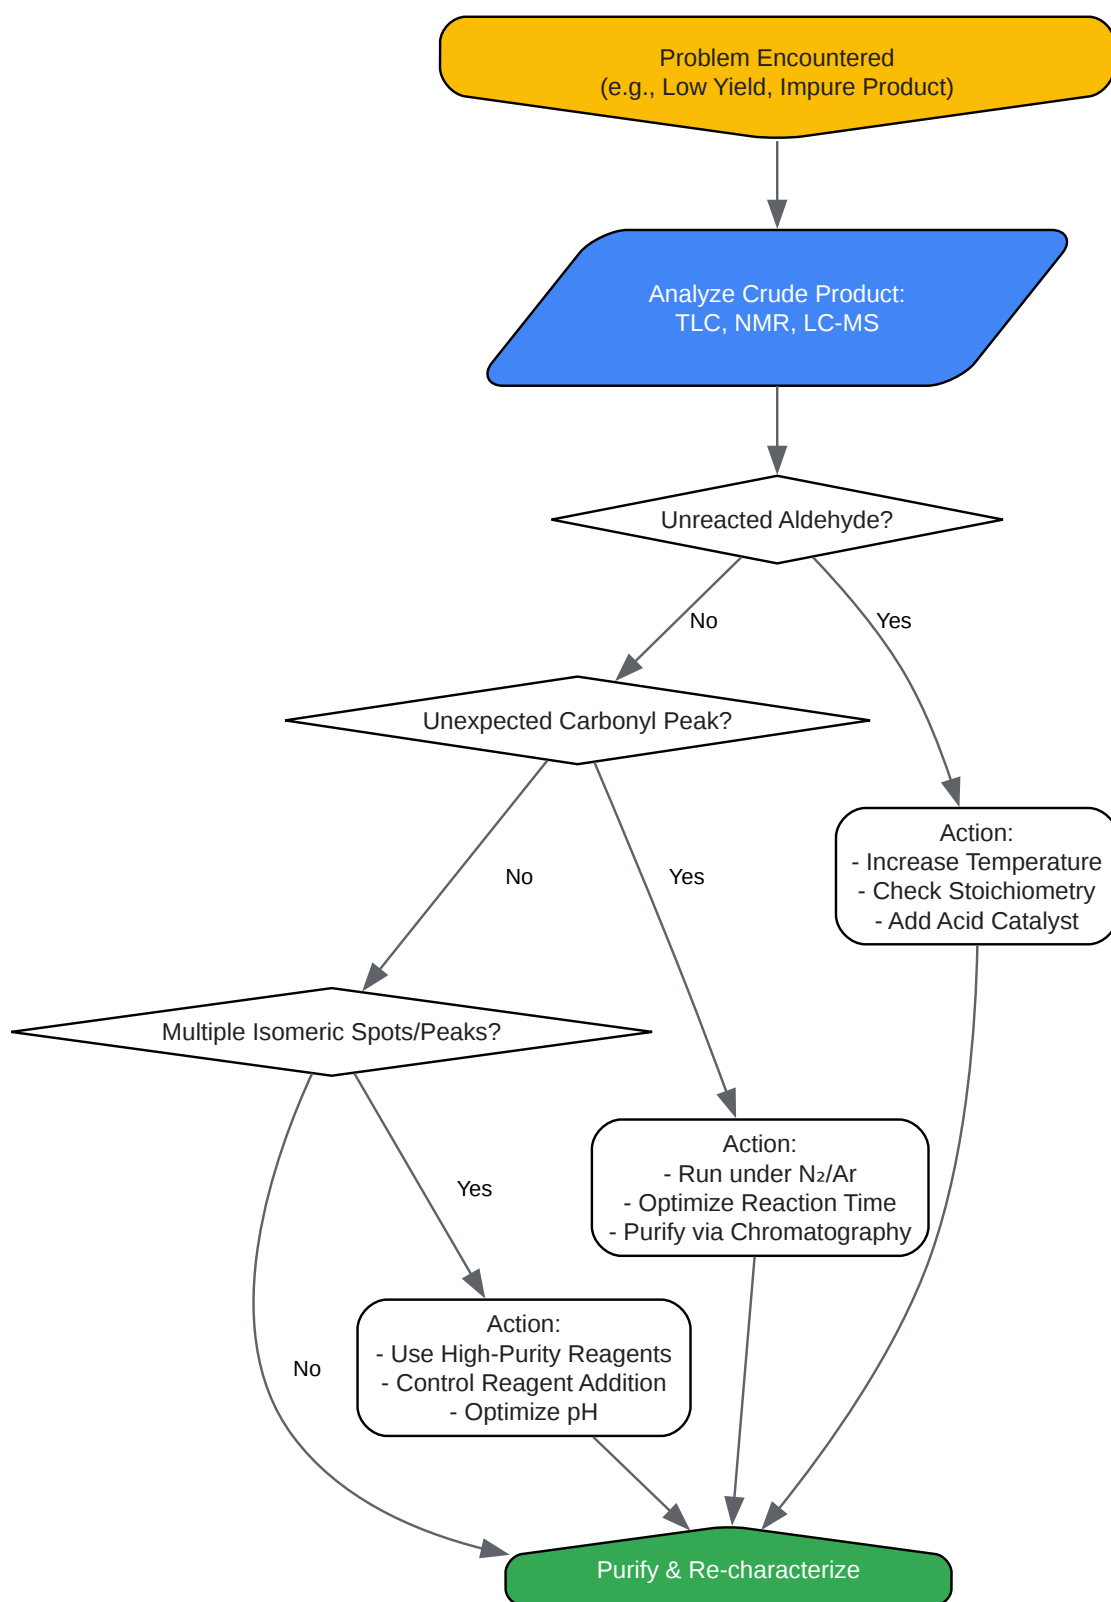 Problem Encountered
(e.g., Low Yield, Impure Product)
Analyze Crude Product:
TLC, NMR, LC-MS
Unreacted Aldehyde?
No
Yes
Unexpected Carbonyl Peak?
Action:
- Increase Temperature
- Check Stoichiometry
- Add Acid Catalyst
No
Yes
Multiple Isomeric Spots/Peaks?
Action:
- Run under N₂/Ar
- Optimize Reaction Time
- Purify via Chromatography
Yes
No
Action:
- Use High-Purity Reagents
- Control Reagent Addition
- Optimize pH
Purify & Re-characterize